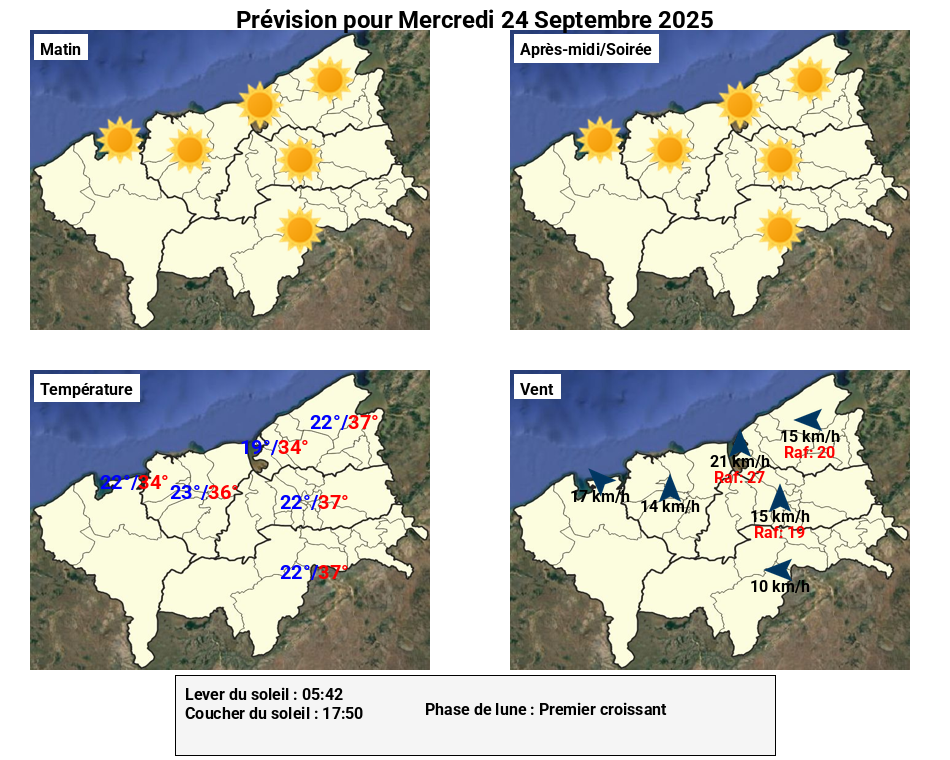 Prévision pour Mercredi 24 Septembre 2025
Matin
Après-midi/Soirée
Température
22°/37°
19°/34°
22°/34°
23°/36°
22°/37°
22°/37°
Vent
15 km/h
Raf: 20
21 km/h
Raf: 27
17 km/h
14 km/h
15 km/h
Raf: 19
10 km/h
Lever du soleil : 05:42
Coucher du soleil : 17:50
Phase de lune : Premier croissant